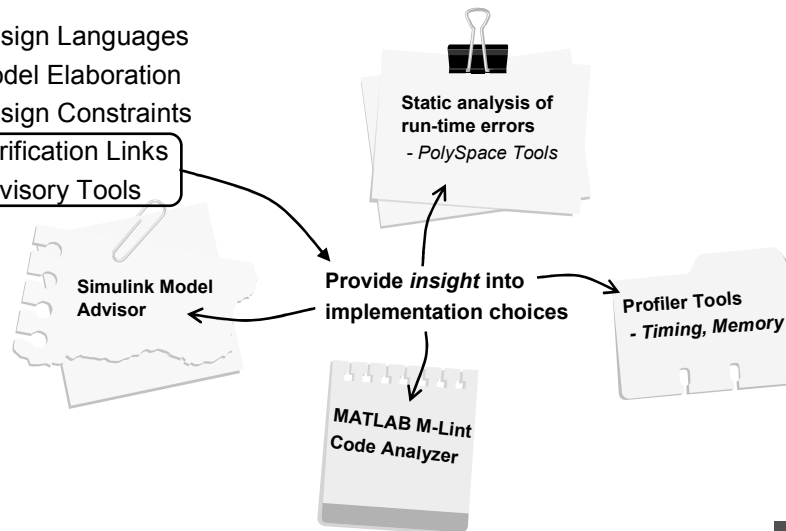 sign Languages
odel Elaboration
sign Constraints
rification Links
visory Tools
Static analysis of
run-time errors
- PolySpace Tools
Simulink Model
Advisor
Provide insight into
implementation choices
Profiler Tools
- Timing, Memory
MATLAB M-Lint
Code Analyzer